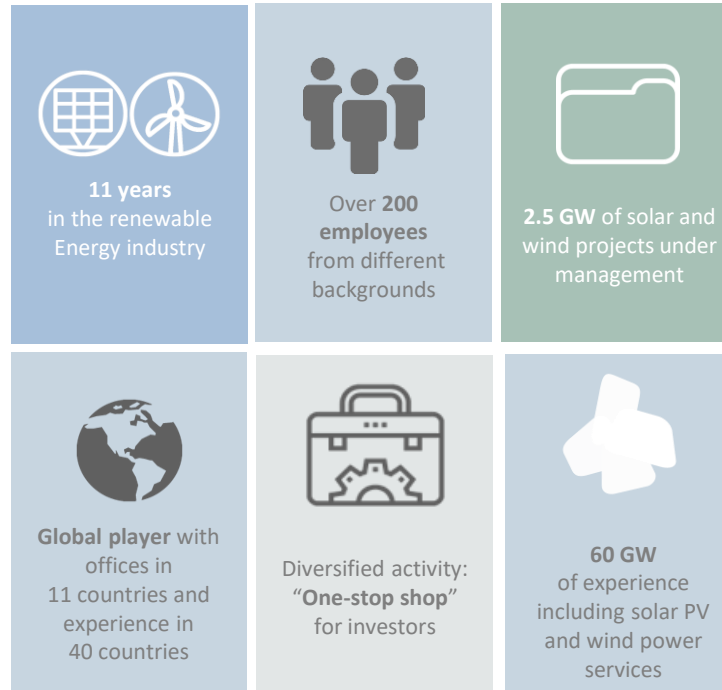 11 years
in the renewable
Energy industry
Over 200
employees
from different
backgrounds
2.5 GW of solar and
wind projects under
management
Global player with
offices in
11 countries and
experience in
40 countries
Diversified activity:
“One-stop shop”
for investors
60 GW
of experience
including solar PV
and wind power
services